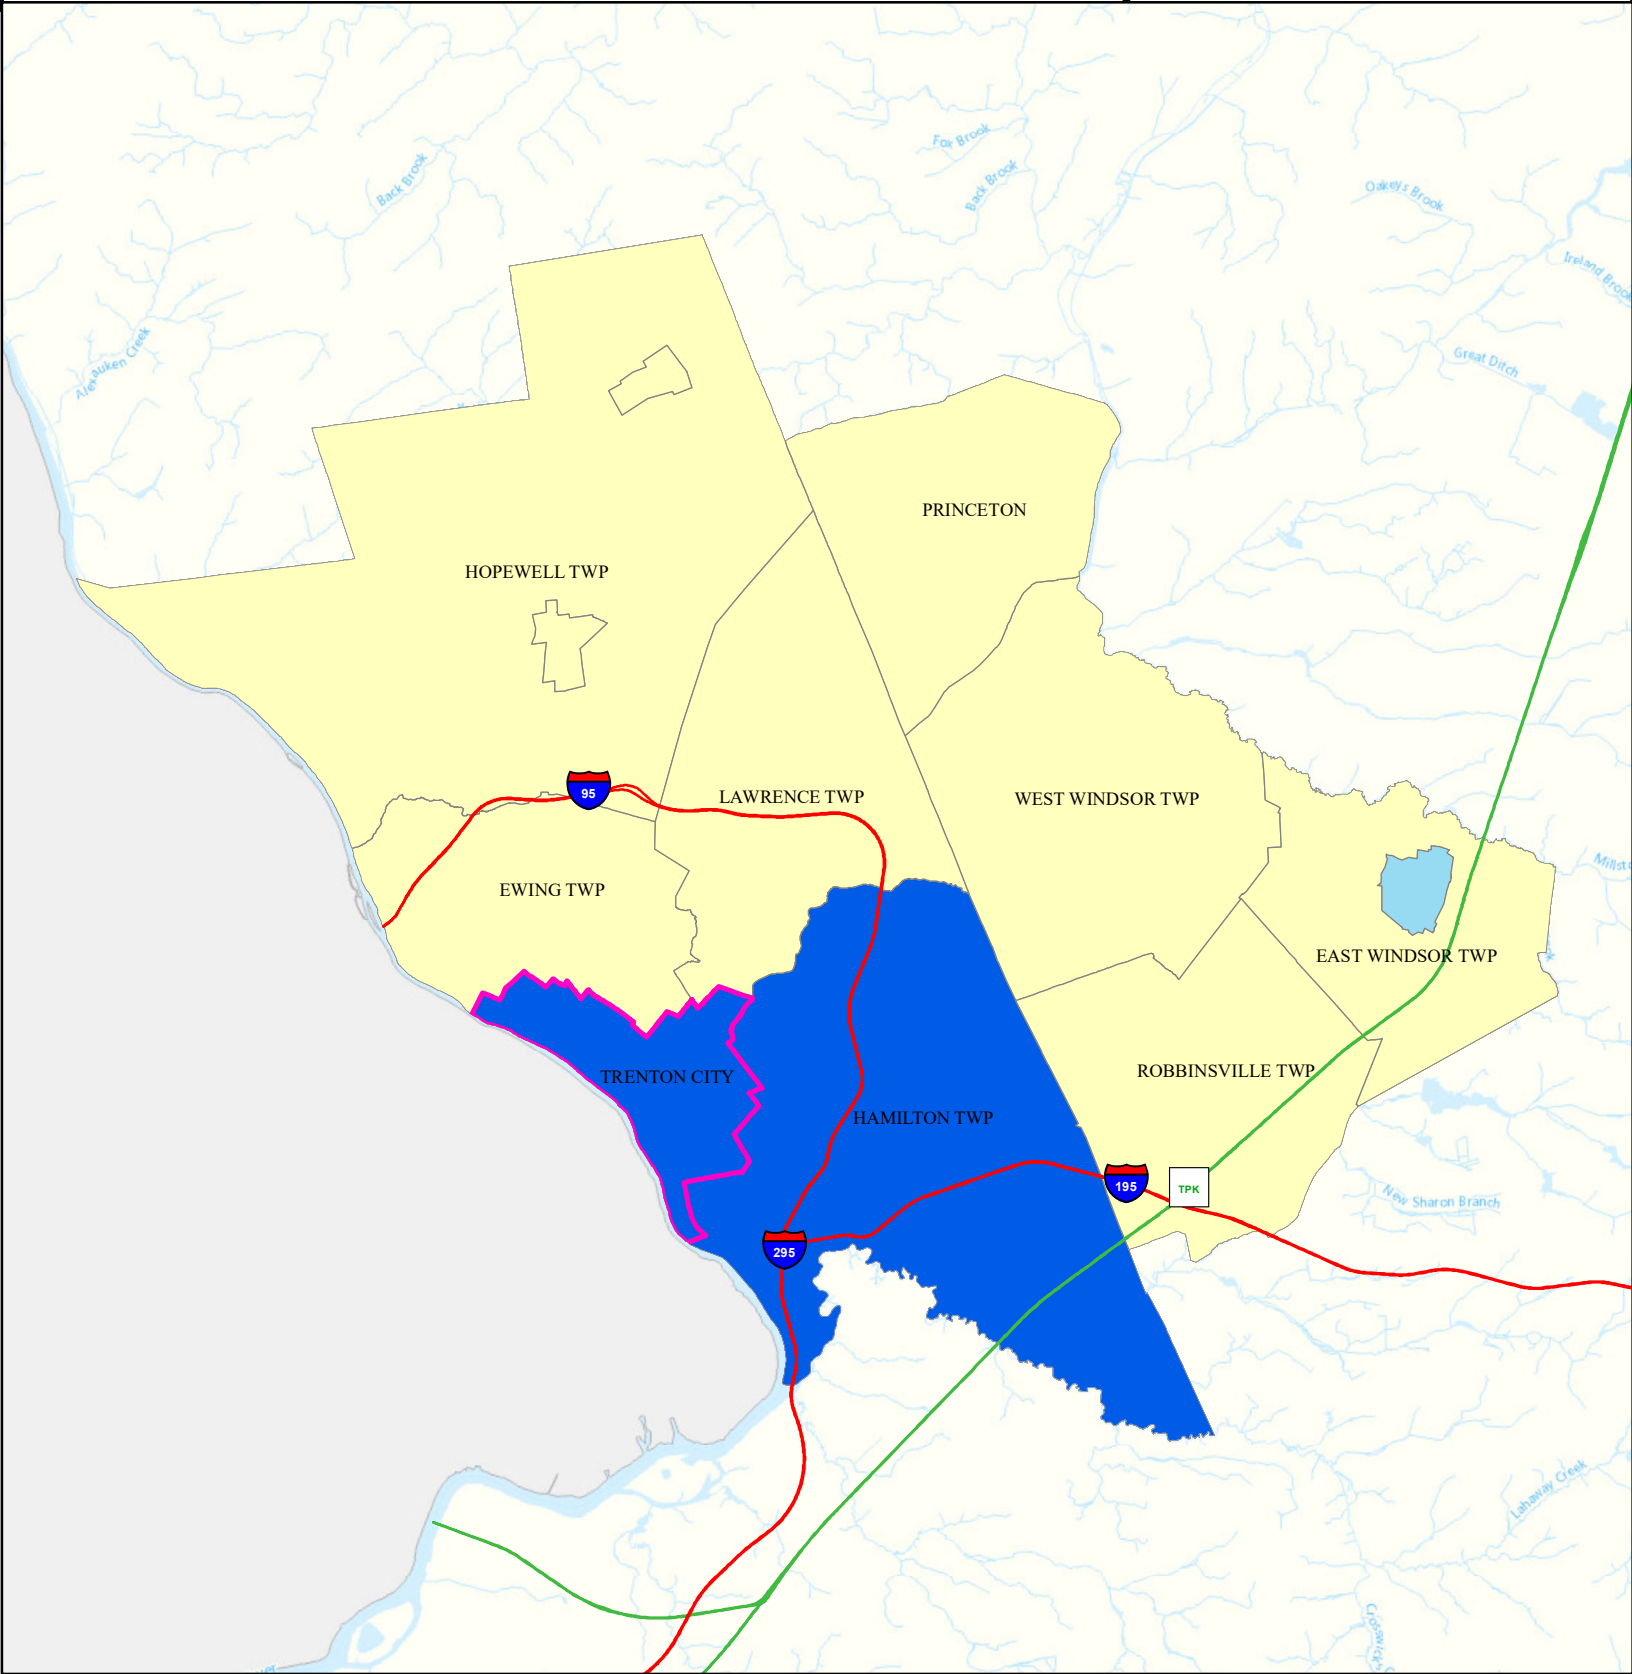 Fox Brook
Back Brook
Back Brook
Oakeys Brook
Ireland Brook
Alexauken Creek
Great Ditch
PRINCETON
HOPEWELL TWP
95
LAWRENCE TWP
WEST WINDSOR TWP
EWING TWP
EAST WINDSOR TWP
TRENTON CITY
ROBBINSVILLE TWP
HAMILTON TWP
195
TPK
New Sharon Branch
295
Lahaway Creek